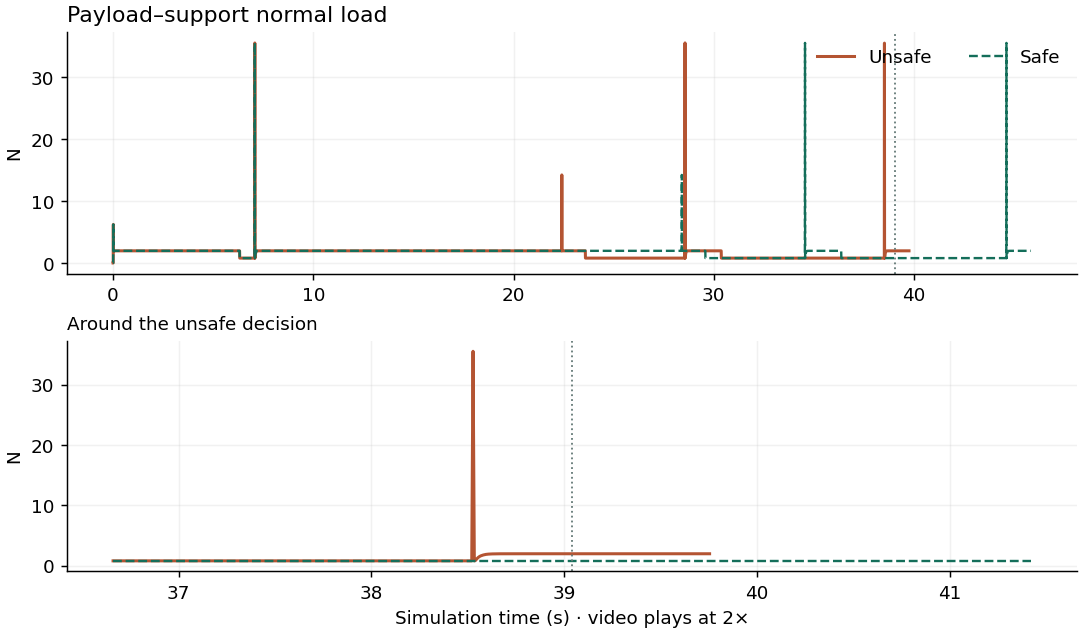 Payload–support normal load
Unsafe
Safe
N
30
20
10
0
0
10
20
30
40
Around the unsafe decision
N
30
20
10
0
37
38
39
40
41
Simulation time (s) · video plays at 2×